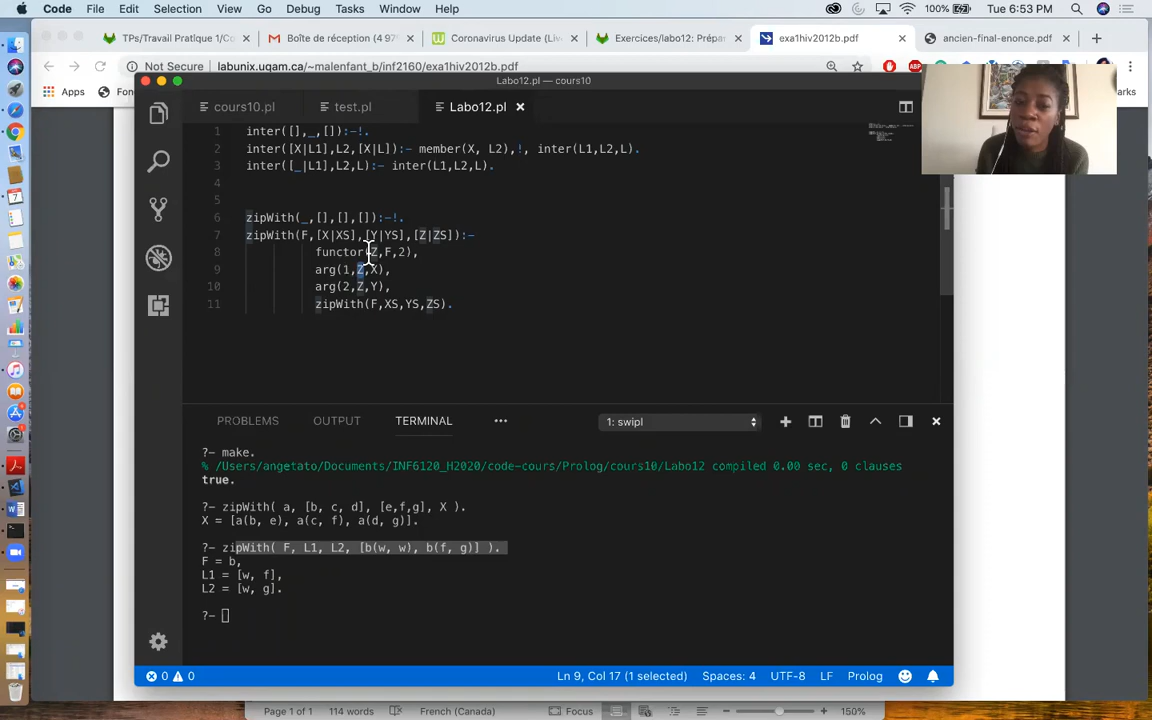 Code File Edit Selection View Go Debug Tasks Window Help 100% Tue 6:53 PM
TPs/Travail Pratique 1/Com Boîte de réception (4 97 Coronavirus Update (Liv Exercices/labo12: Prépar exa1hiv2012b.pdf ancien-final-enonce.pdf
Not Secure labunix.uqam.ca/~malenfant_b/inf2160/exa1hiv2012b.pdf
Apps
Labo12.pl — cours10
cours10.pl test.pl Labo12.pl
1 inter([],_,[]):-!.
2 inter([X|L1],L2,[X|L]):- member(X, L2),!, inter(L1,L2,L).
3 inter([_|L1],L2,L):- inter(L1,L2,L).
4
5
6 zipWith(_,[],[],[]):-!.
7 zipWith(F,[X|XS],[Y|YS],[Z|ZS]):-
8 functor(Z,F,2),
9 arg(1,Z,X),
10 arg(2,Z,Y),
11 zipWith(F,XS,YS,ZS).
PROBLEMS OUTPUT TERMINAL ••• 1: swipl
?- make.
% /Users/angetato/Documents/INF6120_H2020/code-cours/Prolog/cours10/Labo12 compiled 0.00 sec, 0 clauses
true.
?- zipWith( a, [b, c, d], [e,f,g], X ).
X = [a(b, e), a(c, f), a(d, g)].
?- zipWith( F, L1, L2, [b(w, w), b(f, g)] ).
F = b,
L1 = [w, f],
L2 = [w, g].
?-
0 0 Ln 9, Col 17 (1 selected) Spaces: 4 UTF-8 LF Prolog
Page 1 of 1 114 words French (Canada) Focus 150%